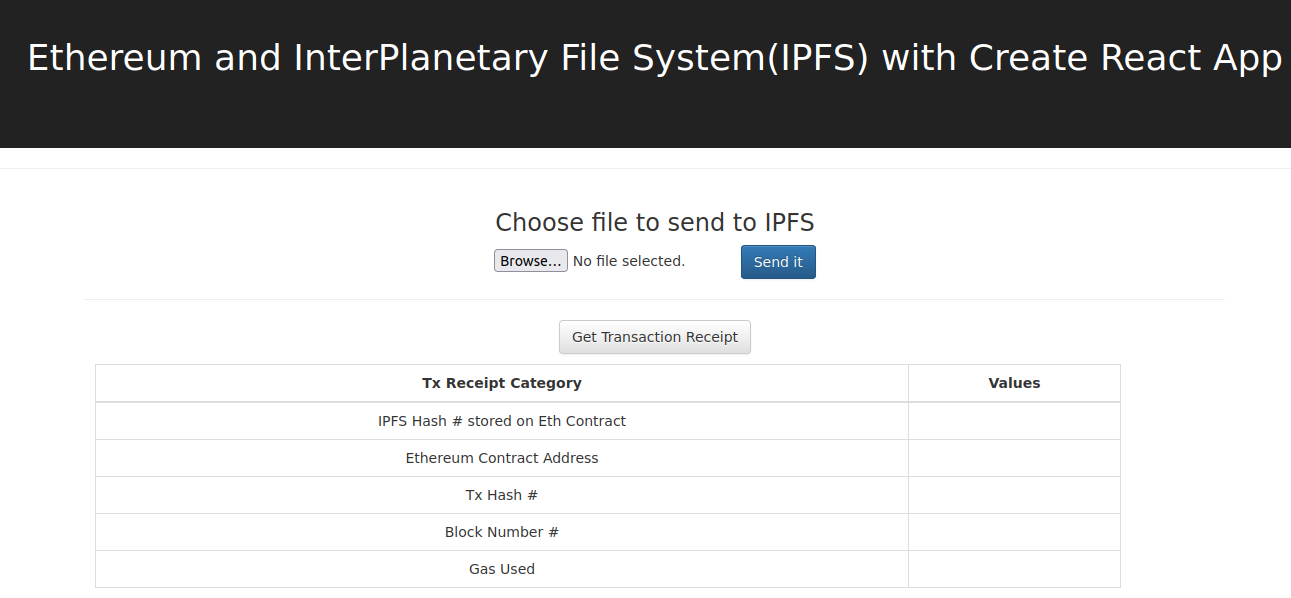 Ethereum and InterPlanetary File System(IPFS) with Create React App
Choose file to send to IPFS
Browse... No file selected. Send it
Get Transaction Receipt
Tx Receipt Category Values
IPFS Hash # stored on Eth Contract
Ethereum Contract Address
Tx Hash #
Block Number #
Gas Used